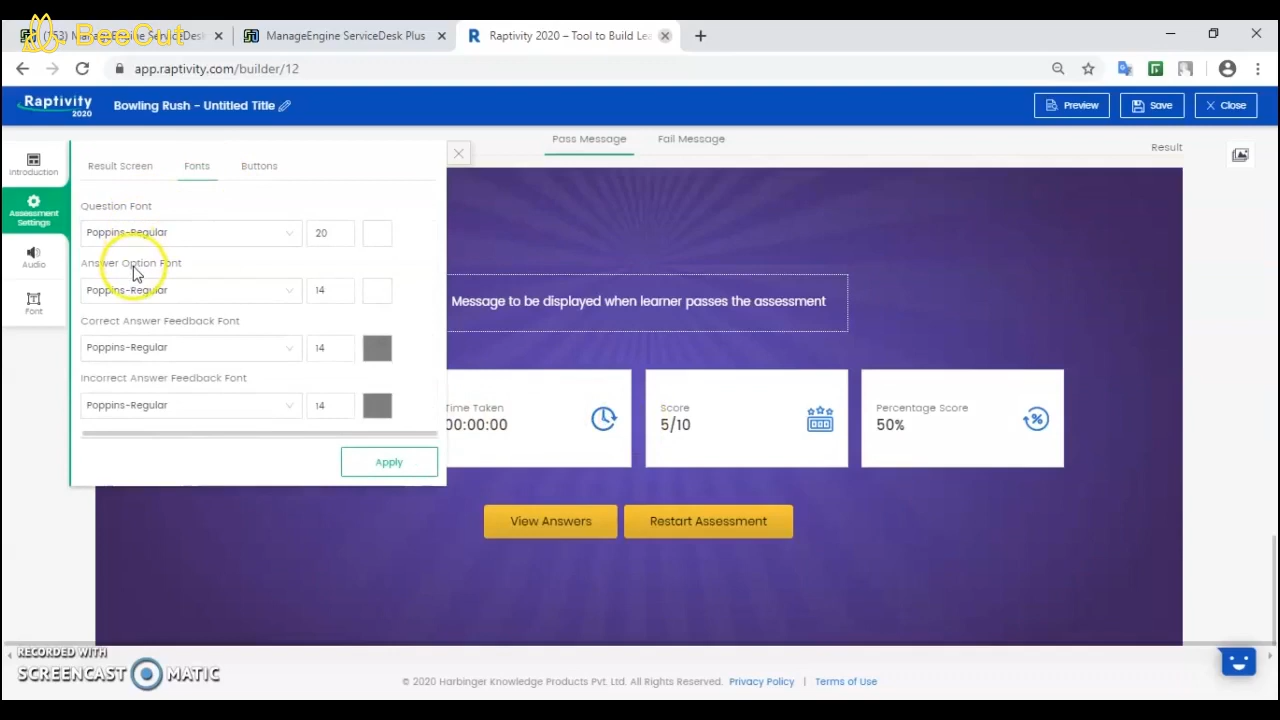 BeeCut
(153) ManageEngine ServiceDesk
ManageEngine ServiceDesk Plus
Raptivity 2020 – Tool to Build Lea
app.raptivity.com/builder/12
Raptivity
2020
Bowling Rush - Untitled Title
Preview
Save
Close
Pass Message
Fail Message
Result
Introduction
Assessment
Settings
Audio
Font
Result Screen
Fonts
Buttons
Question Font
Poppins-Regular
20
Answer Option Font
Poppins-Regular
14
Correct Answer Feedback Font
Poppins-Regular
14
Incorrect Answer Feedback Font
Poppins-Regular
14
Apply
Message to be displayed when learner passes the assessment
Time Taken
00:00:00
Score
5/10
Percentage Score
50%
View Answers
Restart Assessment
RECORDED WITH
SCREENCAST MATIC
© 2020 Harbinger Knowledge Products Pvt. Ltd. All Rights Reserved. Privacy Policy | Terms of Use